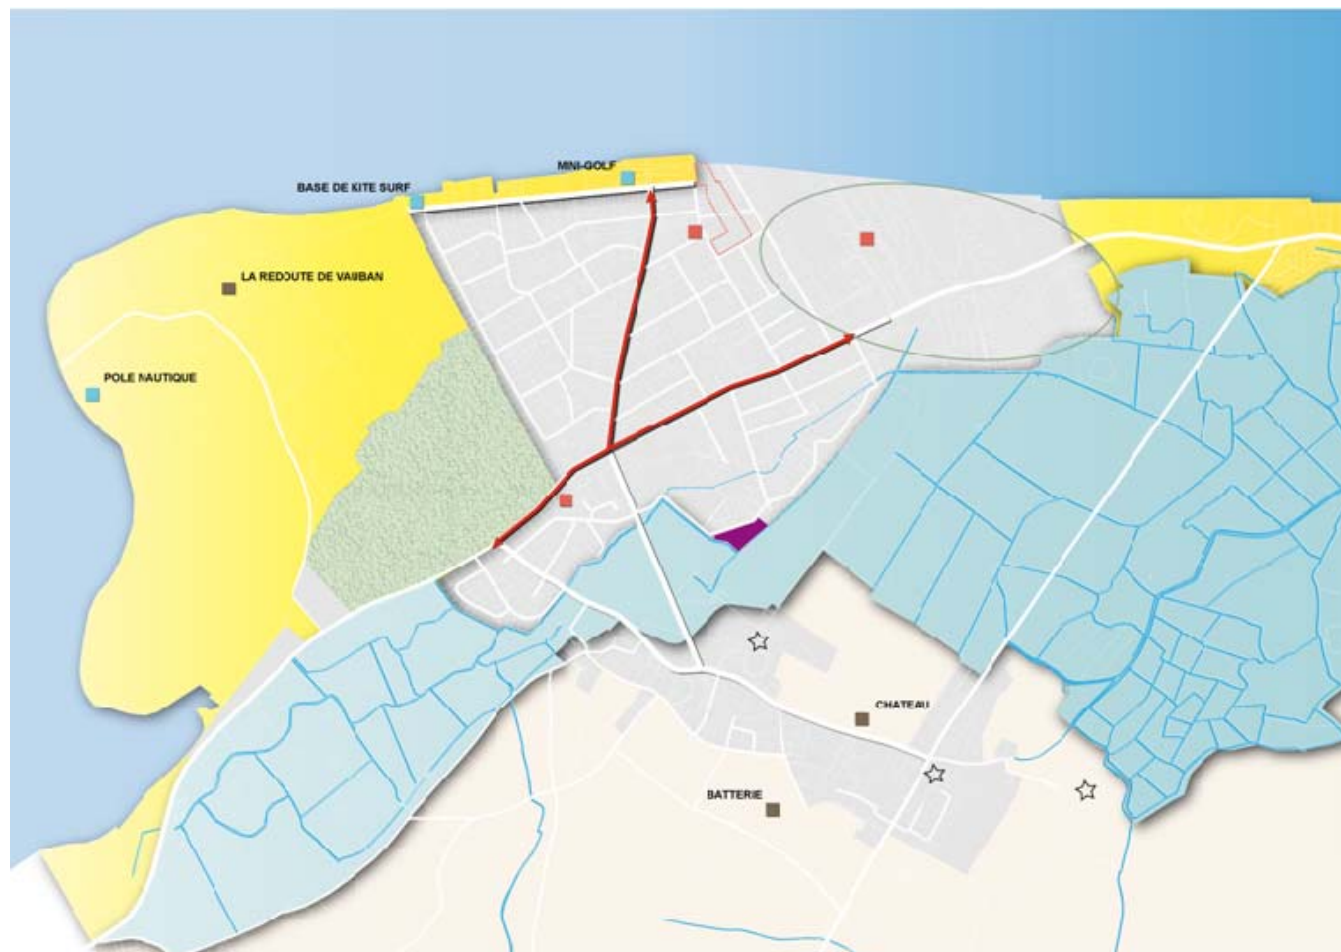 MINI-GOLF
BASE DE KITE SURF
LA REDOUTE DE VAUBAN
POLE NAUTIQUE
CHATEAU
BATTERIE